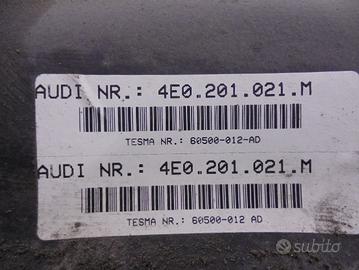 AUDI NR.: 4E0.201.021.M
TESMA NR.: 60500-012-AD
AUDI NR.: 4E0.201.021.M
TESMA NR.: 60500-012 AD
subito